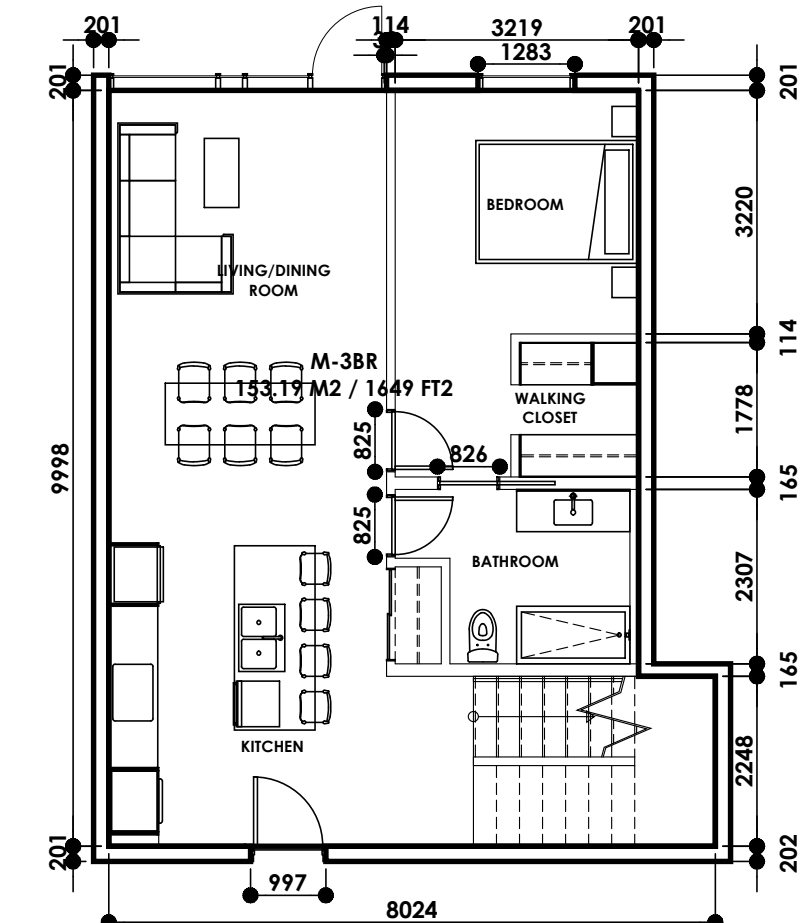 201
114
3219
201
1283
201
201
3220
BEDROOM
LIVING/DINING
ROOM
114
M-3BR
153.19 M2 / 1649 FT2
WALKING
CLOSET
1778
825
826
9998
165
825
BATHROOM
2307
165
KITCHEN
2248
201
202
997
8024